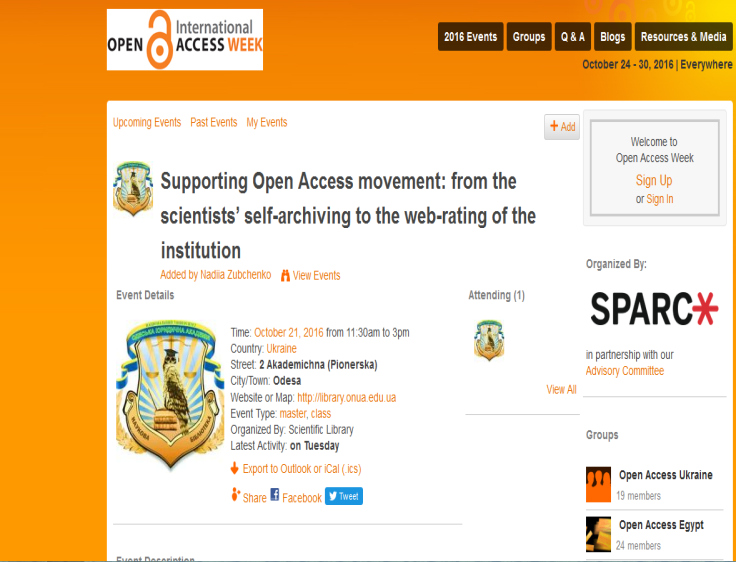 International
OPEN ACCESS WEEK
2016 Events
Groups
Q & A
Blogs
Resources & Media
October 24 - 30, 2016 | Everywhere
Upcoming Events Past Events My Events
+ Add
Supporting Open Access movement: from the
scientists’ self-archiving to the web-rating of the
institution
Added by Nadiia Zubchenko View Events
Event Details
Time: October 21, 2016 from 11:30am to 3pm
Country: Ukraine
Street: 2 Akademichna (Pionerska)
City/Town: Odesa
Website or Map: http://library.onua.edu.ua
Event Type: master, class
Organized By: Scientific Library
Latest Activity: on Tuesday
Export to Outlook or iCal (.ics)
Share Facebook Tweet
Event Description
Attending (1)
View All
Welcome to
Open Access Week
Sign Up
or Sign In
Organized By:
SPARC
in partnership with our
Advisory Committee
Groups
Open Access Ukraine
19 members
Open Access Egypt
24 members